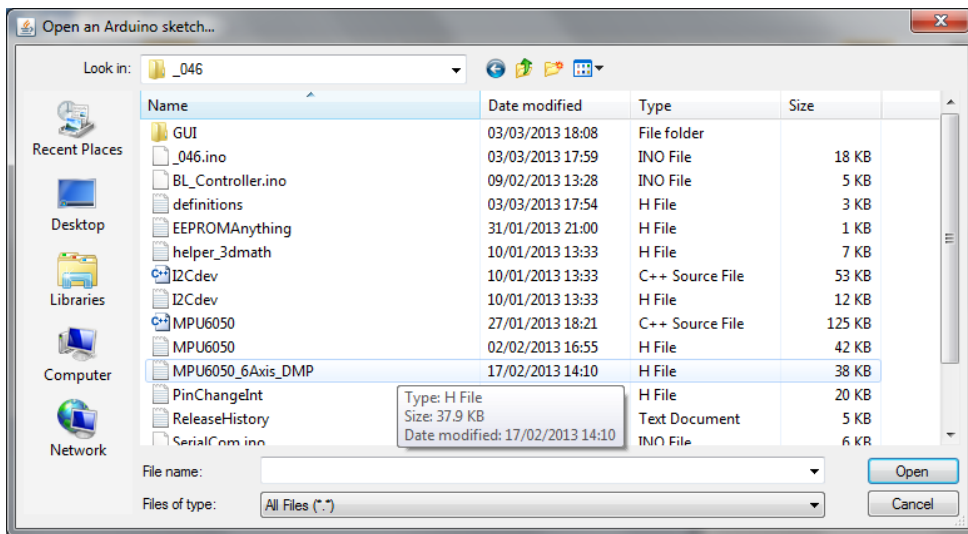 Open an Arduino sketch...
Look in: _046
Name Date modified Type Size
GUI 03/03/2013 18:08 File folder
_046.ino 03/03/2013 17:59 INO File 18 KB
BL_Controller.ino 09/02/2013 13:28 INO File 5 KB
definitions 03/03/2013 17:54 H File 3 KB
EEPROMAnything 31/01/2013 21:00 H File 1 KB
helper_3dmath 10/01/2013 13:33 H File 7 KB
I2Cdev 10/01/2013 13:33 C++ Source File 53 KB
I2Cdev 10/01/2013 13:33 H File 12 KB
MPU6050 27/01/2013 18:21 C++ Source File 125 KB
MPU6050 02/02/2013 16:55 H File 42 KB
MPU6050_6Axis_DMP 17/02/2013 14:10 H File 38 KB
PinChangeInt H File 20 KB
ReleaseHistory Text Document 5 KB
SerialCom.ino INO File 6 KB
Type: H File
Size: 37.9 KB
Date modified: 17/02/2013 14:10
Recent Places
Desktop
Libraries
Computer
Network
File name:
Open
Files of type: All Files (*.*)
Cancel